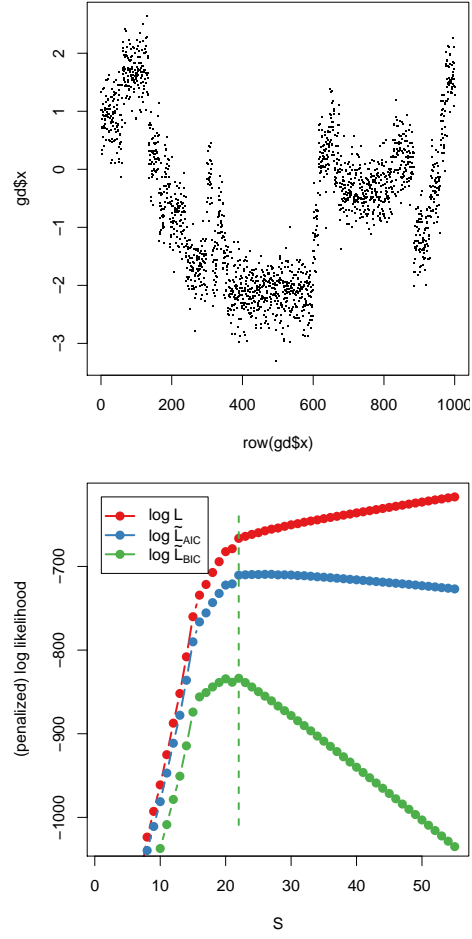 gd$x
2
1
0
−1
−2
−3
0 200 400 600 800 1000
row(gd$x)
(penalized) log likelihood
−700
−800
−900
−1000
log L
log L̃AIC
log L̃BIC
0 10 20 30 40 50
S